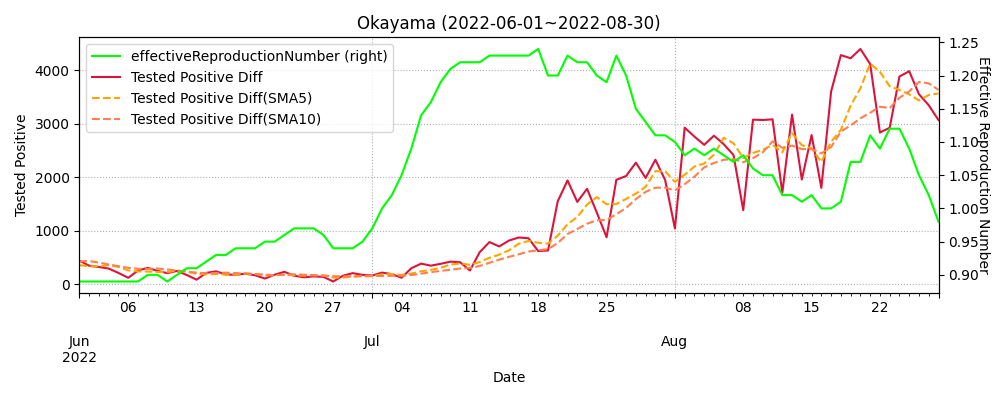 Okayama (2022-06-01~2022-08-30)
effectiveReproductionNumber (right)
Tested Positive Diff
Tested Positive Diff(SMA5)
Tested Positive Diff(SMA10)
Tested Positive
4000
3000
2000
1000
0
1.25
1.20
1.15
1.10
1.05
1.00
0.95
0.90
Effective Reproduction Number
06 13 20 27 04 11 18 25 08 15 22
Jun Jul Aug
2022
Date